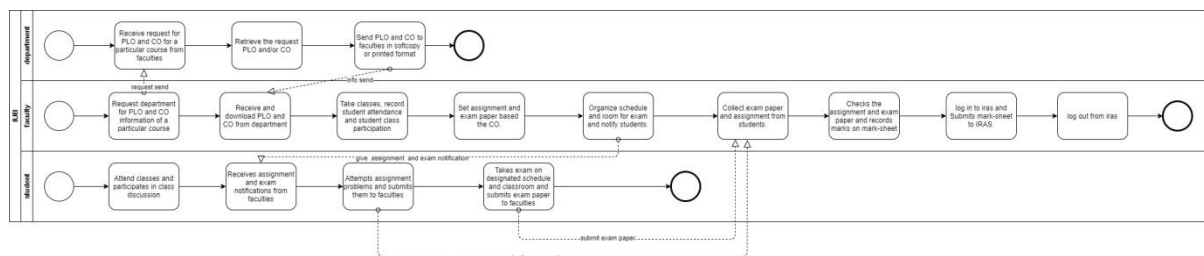 IUB
department
Receive request for
PLO and CO for a
particular course from
faculties
Retrieve the request
PLO and/or CO
Send PLO and CO to
faculties in softcopy
or printed format
request send
info send
faculty
Request department
for PLO and CO
information of a
particular course
Receive and
download PLO and
CO from department
Take classes, record
student attendance
and student class
participation
Set assignment and
exam paper based
the CO.
Organize schedule
and room for exam
and notify students.
Collect exam paper
and assignment from
students.
Checks the
assignment and exam
paper and records
marks on mark-sheet
log in to iras and
Submits mark-sheet
to IRAS.
log out from iras
give assignment and exam notification
student
Attend classes and
participates in class
discussion
Receives assignment
and exam
notifications from
faculties
Attempts assignment
problems and submits
them to faculties
Takes exam on
designated schedule
and classroom and
submits exam paper
to faculties
submit exam paper